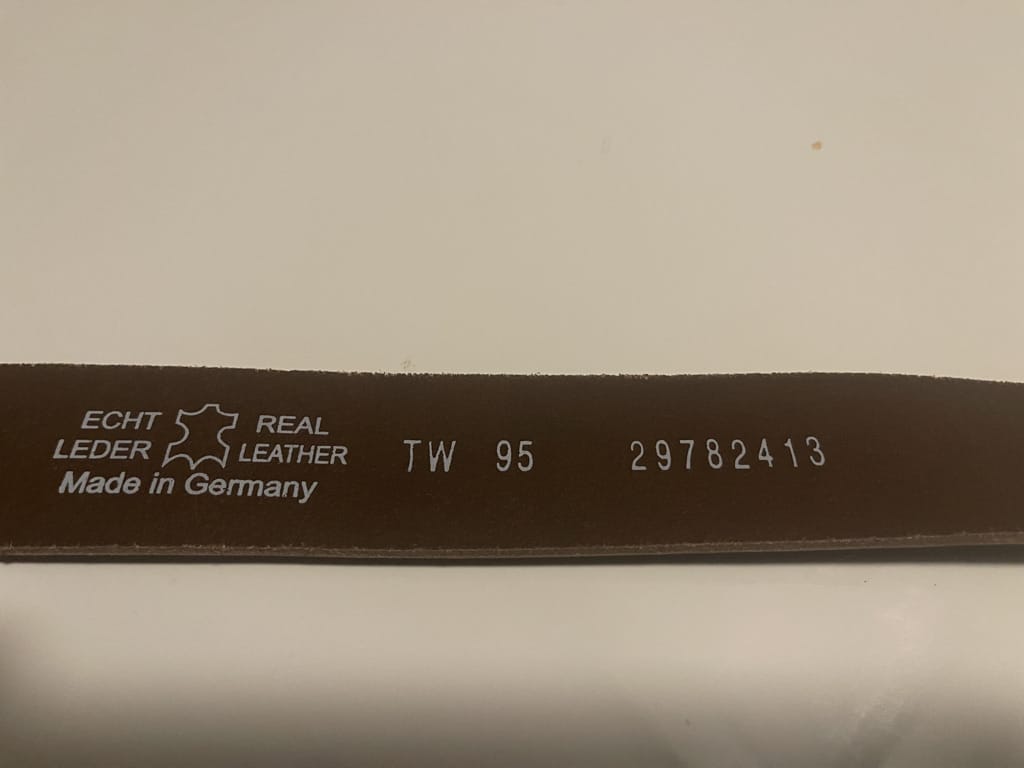 ECHT REAL
LEDER LEATHER TW 95 29782413
Made in Germany